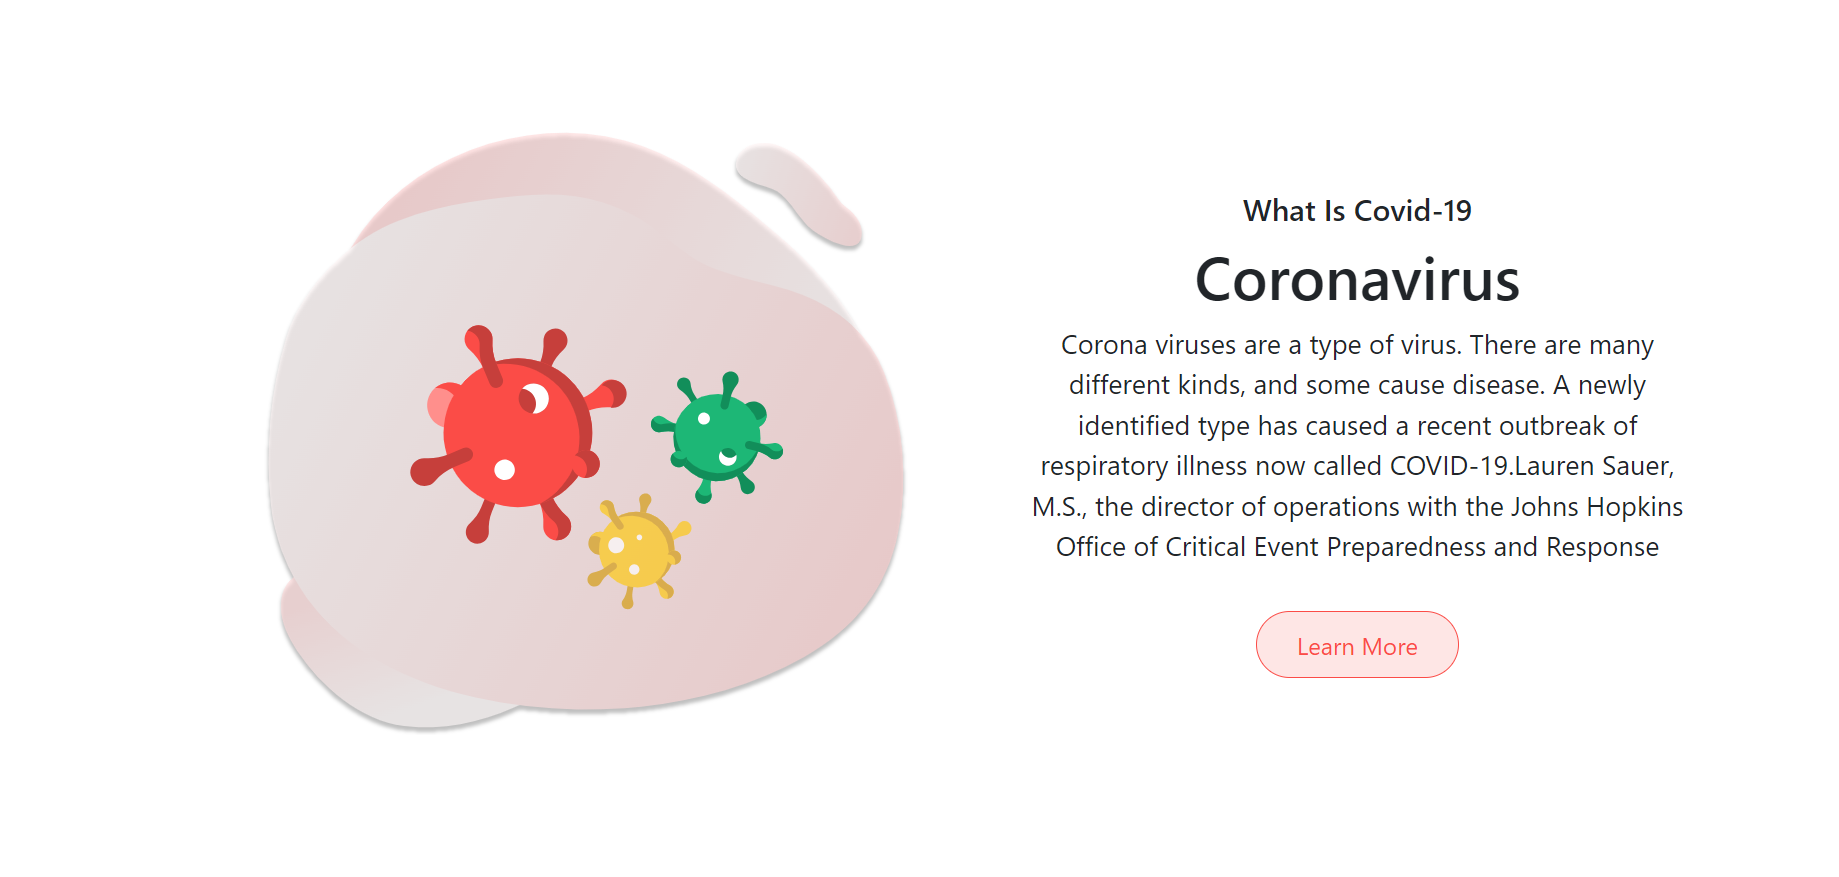 What Is Covid-19
Coronavirus
Corona viruses are a type of virus. There are many
different kinds, and some cause disease. A newly
identified type has caused a recent outbreak of
respiratory illness now called COVID-19.Lauren Sauer,
M.S., the director of operations with the Johns Hopkins
Office of Critical Event Preparedness and Response
Learn More